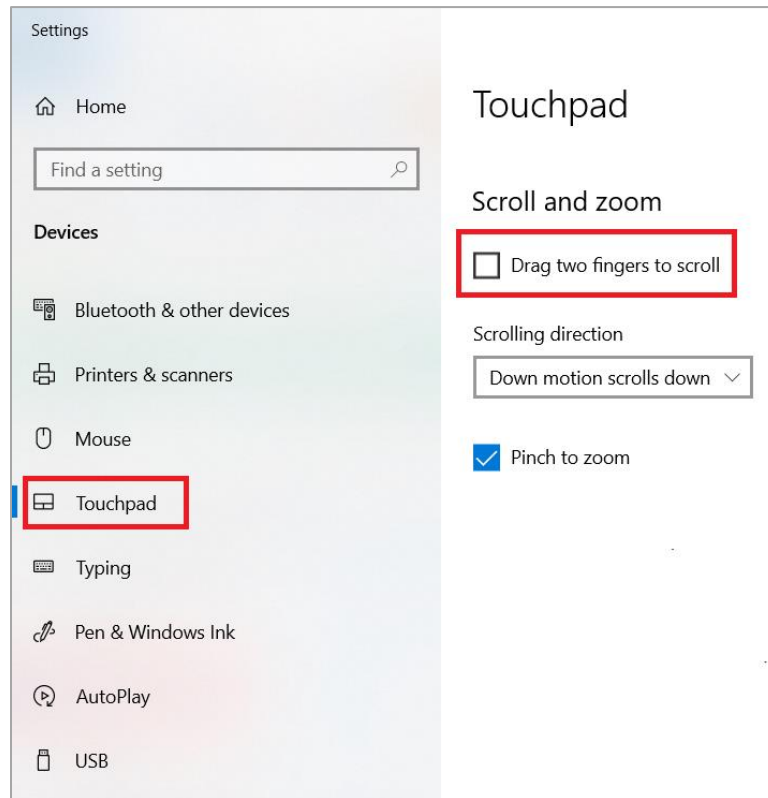 Settings
Home
Find a setting
Devices
Bluetooth & other devices
Printers & scanners
Mouse
Touchpad
Typing
Pen & Windows Ink
AutoPlay
USB
Touchpad
Scroll and zoom
Drag two fingers to scroll
Scrolling direction
Down motion scrolls down
Pinch to zoom